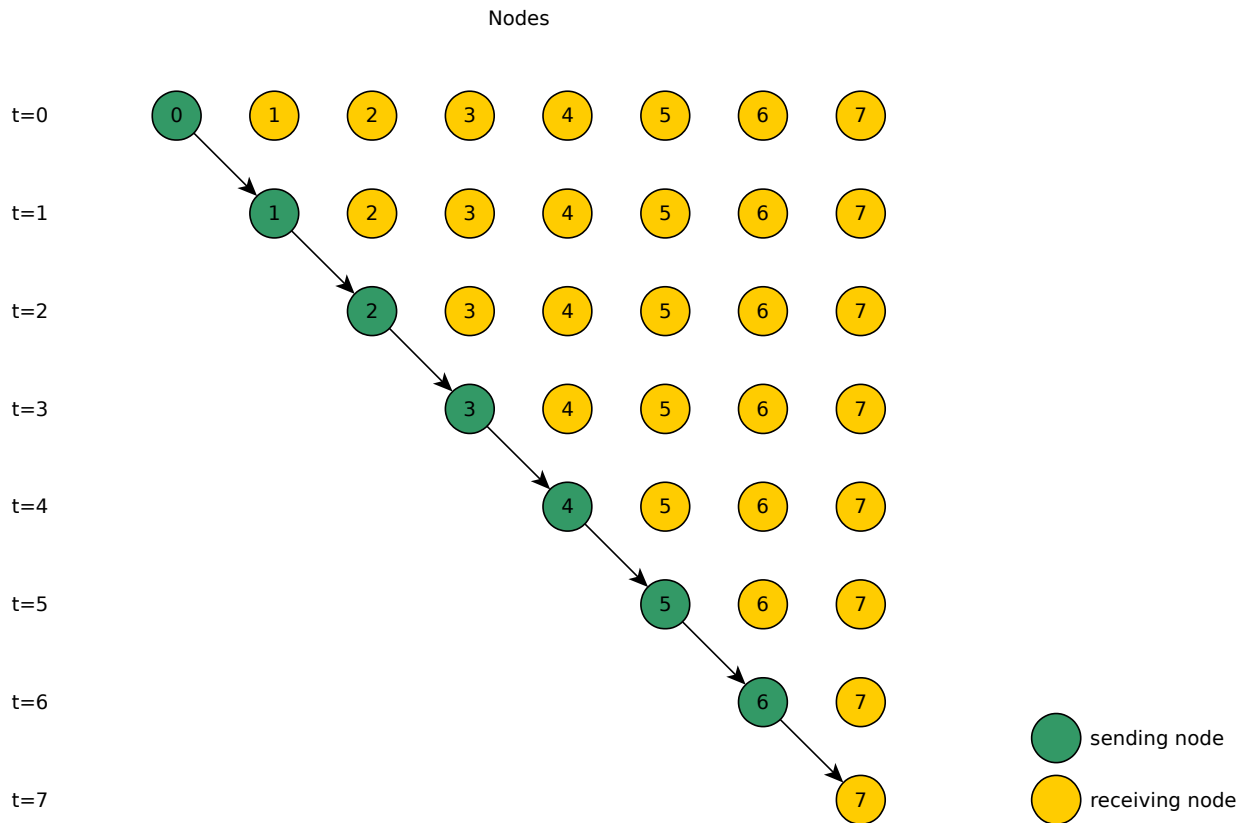 Nodes
t=0 0 1 2 3 4 5 6 7
t=1 1 2 3 4 5 6 7
t=2 2 3 4 5 6 7
t=3 3 4 5 6 7
t=4 4 5 6 7
t=5 5 6 7
t=6 6 7
sending node
t=7 7 receiving node